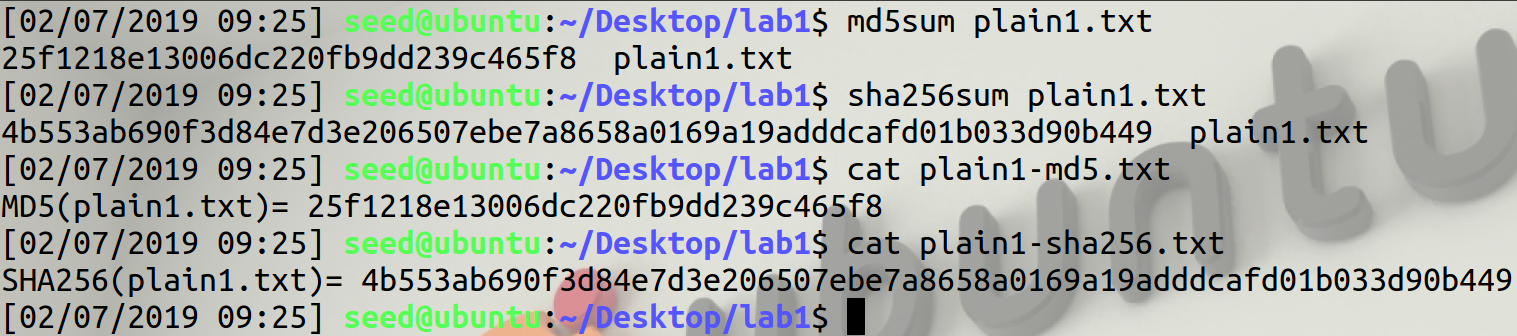 [02/07/2019 09:25] seed@ubuntu:~/Desktop/lab1$ md5sum plain1.txt
25f1218e13006dc220fb9dd239c465f8  plain1.txt
[02/07/2019 09:25] seed@ubuntu:~/Desktop/lab1$ sha256sum plain1.txt
4b553ab690f3d84e7d3e206507ebe7a8658a0169a19adddcafd01b033d90b449  plain1.txt
[02/07/2019 09:25] seed@ubuntu:~/Desktop/lab1$ cat plain1-md5.txt
MD5(plain1.txt)= 25f1218e13006dc220fb9dd239c465f8
[02/07/2019 09:25] seed@ubuntu:~/Desktop/lab1$ cat plain1-sha256.txt
SHA256(plain1.txt)= 4b553ab690f3d84e7d3e206507ebe7a8658a0169a19adddcafd01b033d90b449
[02/07/2019 09:25] seed@ubuntu:~/Desktop/lab1$
ubuntu